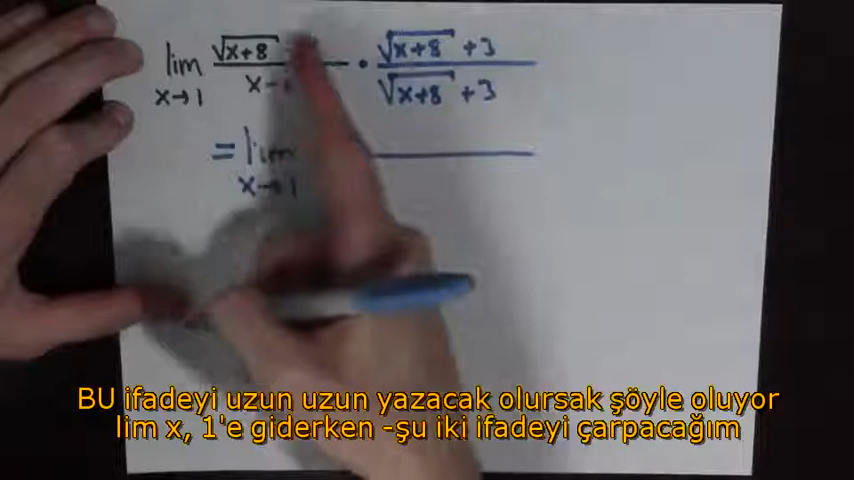 lim √x+8 / x- · √x+8 +3 / √x+8 +3
x→1
= lim
x→1
BU ifadeyi uzun uzun yazacak olursak şöyle oluyor
lim x, 1'e giderken -şu iki ifadeyi çarpacağım